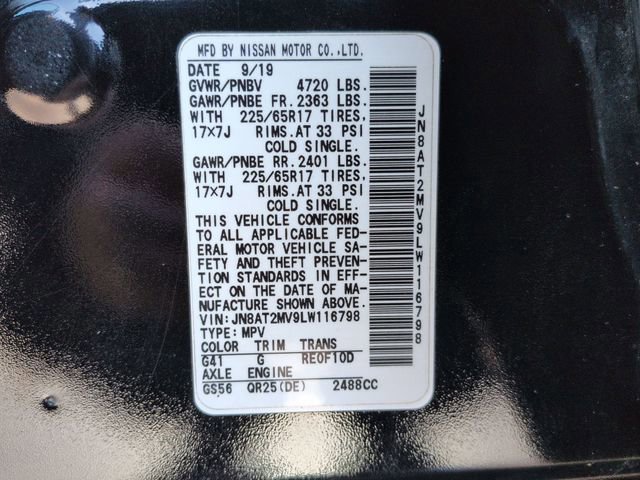 MFD BY NISSAN MOTOR CO.,LTD.
DATE 9/19
GVWR/PNBV 4720 LBS.
GAWR/PNBE FR. 2363 LBS.
WITH 225/65R17 TIRES,
17×7J RIMS. AT 33 PSI
COLD SINGLE.
GAWR/PNBE RR. 2401 LBS.
WITH 225/65R17 TIRES,
17×7J RIMS. AT 33 PSI
COLD SINGLE.
THIS VEHICLE CONFORMS
TO ALL APPLICABLE FED-
ERAL MOTOR VEHICLE SA-
FETY AND THEFT PREVEN-
TION STANDARDS IN EFF-
ECT ON THE DATE OF MA-
NUFACTURE SHOWN ABOVE.
VIN: JN8AT2MV9LW116798
TYPE: MPV
COLOR TRIM TRANS
G41 G RE0F10D
AXLE ENGINE
GS56 QR25(DE) 2488CC
JN8AT2MV9LW116798